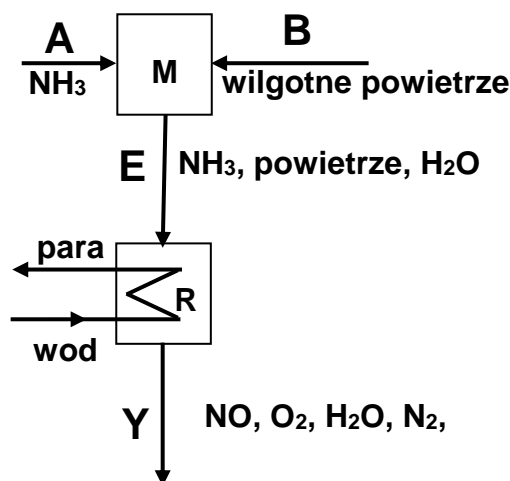 A
B
NH₃
M
wilgotne powietrze
E
NH₃, powietrze, H₂O
para
R
wod
Y
NO, O₂, H₂O, N₂,